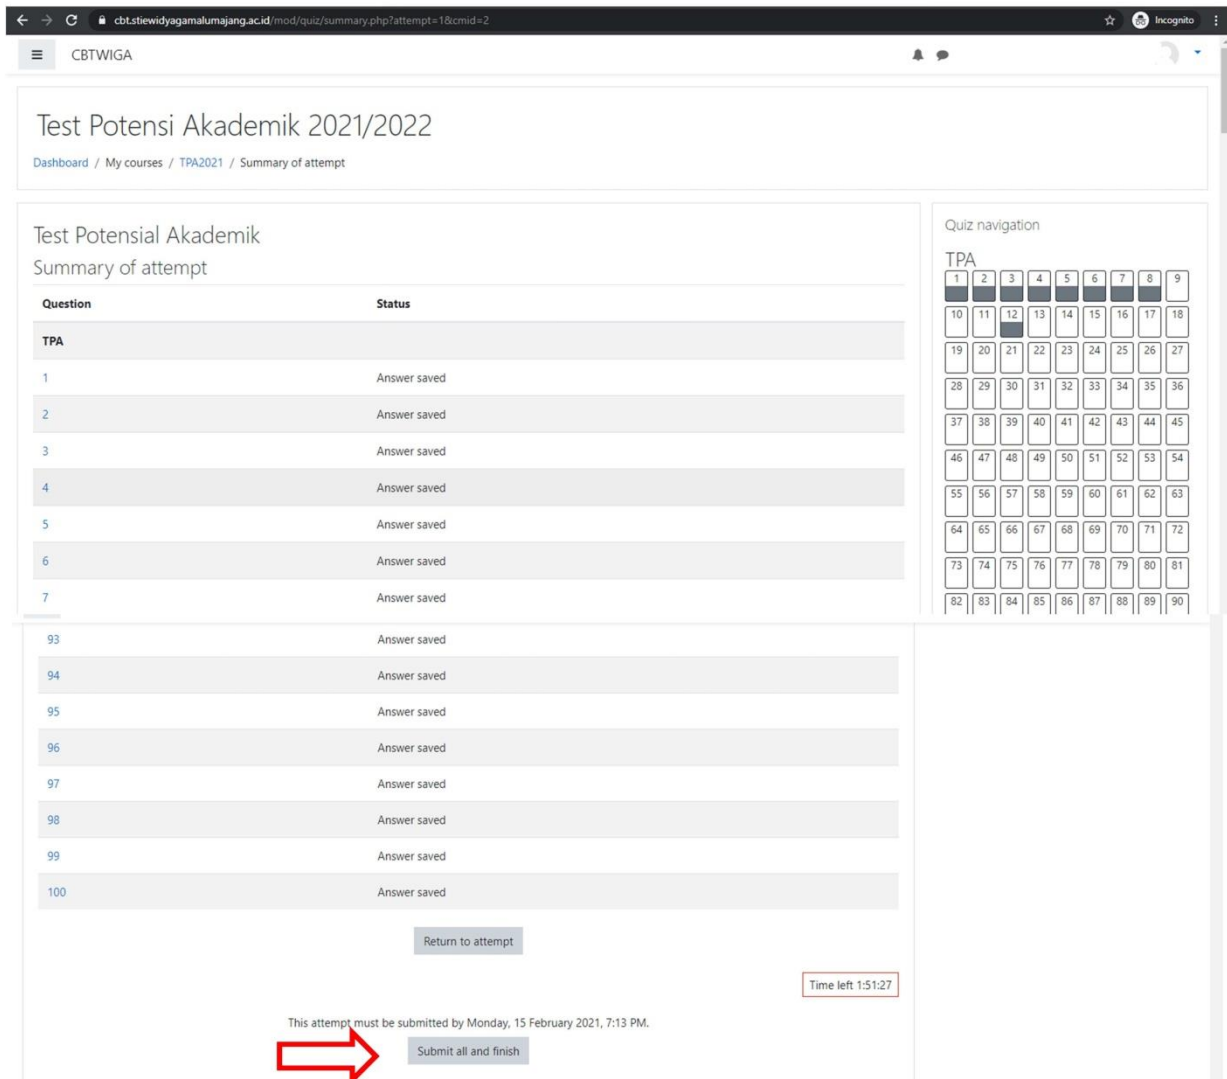 cbt.stiewidyagamalumajang.ac.id/mod/quiz/summary.php?attempt=1&cmid=2
Incognito
CBTWIGA
Test Potensi Akademik 2021/2022
Dashboard / My courses / TPA2021 / Summary of attempt
Test Potensial Akademik
Summary of attempt
Question Status
TPA
1 Answer saved
2 Answer saved
3 Answer saved
4 Answer saved
5 Answer saved
6 Answer saved
7 Answer saved
93 Answer saved
94 Answer saved
95 Answer saved
96 Answer saved
97 Answer saved
98 Answer saved
99 Answer saved
100 Answer saved
Return to attempt
Time left 1:51:27
This attempt must be submitted by Monday, 15 February 2021, 7:13 PM.
Submit all and finish
Quiz navigation
TPA
1 2 3 4 5 6 7 8 9
10 11 12 13 14 15 16 17 18
19 20 21 22 23 24 25 26 27
28 29 30 31 32 33 34 35 36
37 38 39 40 41 42 43 44 45
46 47 48 49 50 51 52 53 54
55 56 57 58 59 60 61 62 63
64 65 66 67 68 69 70 71 72
73 74 75 76 77 78 79 80 81
82 83 84 85 86 87 88 89 90